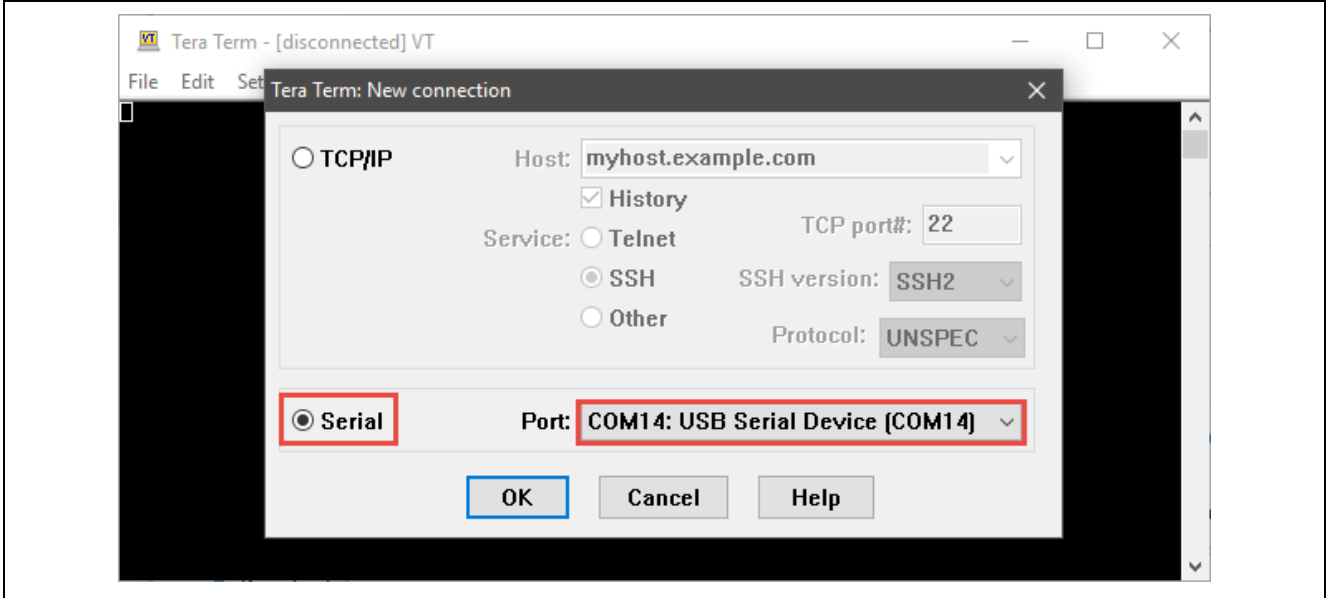 VT Tera Term - [disconnected] VT
File Edit Set
Tera Term: New connection
TCP/IP Host: myhost.example.com
History
TCP port#: 22
Service: Telnet
SSH SSH version: SSH2
Other
Protocol: UNSPEC
Serial Port: COM14: USB Serial Device (COM14)
OK Cancel Help